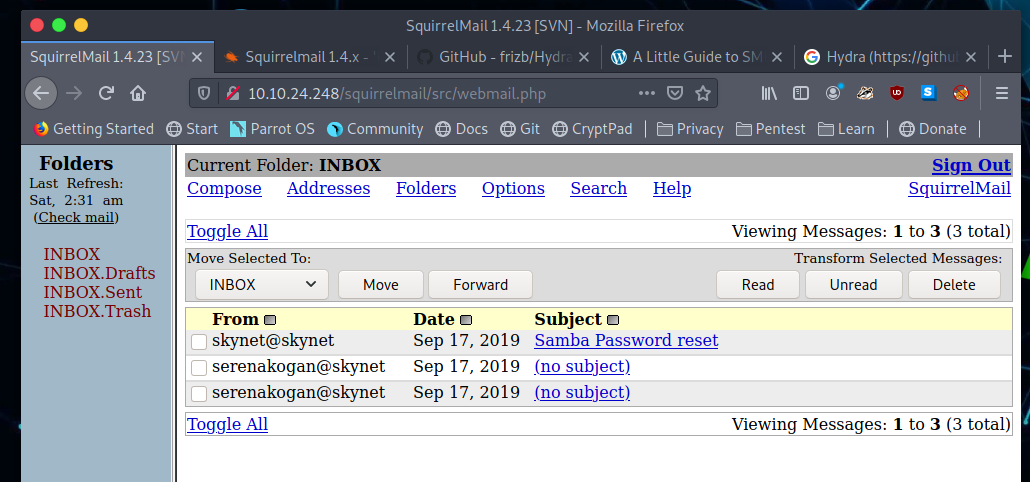 SquirrelMail 1.4.23 [SVN] - Mozilla Firefox
SquirrelMail 1.4.23 [SV
Squirrelmail 1.4.x -
GitHub - frizb/Hydra
A Little Guide to SM
Hydra (https://githu
10.10.24.248/squirrelmail/src/webmail.php
Getting Started Start Parrot OS Community Docs Git CryptPad Privacy Pentest Learn Donate
Folders
Last Refresh:
Sat, 2:31 am
(Check mail)
INBOX
INBOX.Drafts
INBOX.Sent
INBOX.Trash
Current Folder: INBOX Sign Out
Compose Addresses Folders Options Search Help SquirrelMail
Toggle All Viewing Messages: 1 to 3 (3 total)
Move Selected To: Transform Selected Messages:
INBOX Move Forward Read Unread Delete
From Date Subject
skynet@skynet Sep 17, 2019 Samba Password reset
serenakogan@skynet Sep 17, 2019 (no subject)
serenakogan@skynet Sep 17, 2019 (no subject)
Toggle All Viewing Messages: 1 to 3 (3 total)